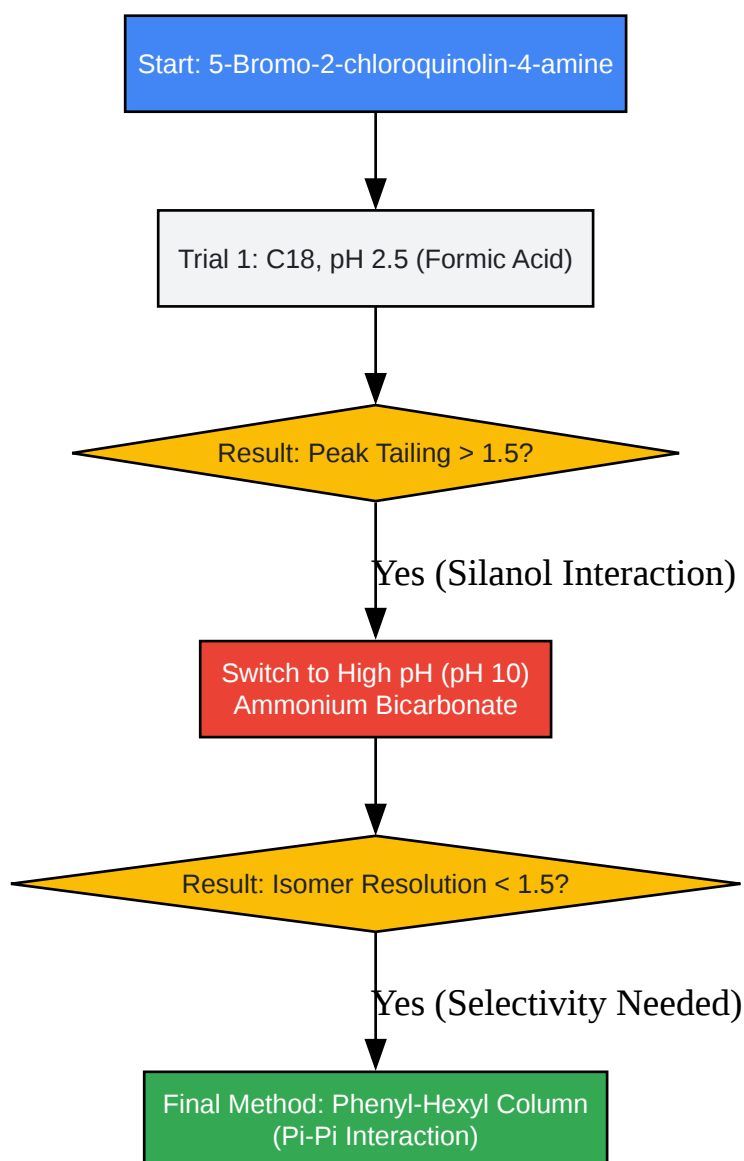 Start: 5-Bromo-2-chloroquinolin-4-amine
Trial 1: C18, pH 2.5 (Formic Acid)
Result: Peak Tailing > 1.5?
Yes (Silanol Interaction)
Switch to High pH (pH 10)
Ammonium Bicarbonate
Result: Isomer Resolution < 1.5?
Yes (Selectivity Needed)
Final Method: Phenyl-Hexyl Column
(Pi-Pi Interaction)